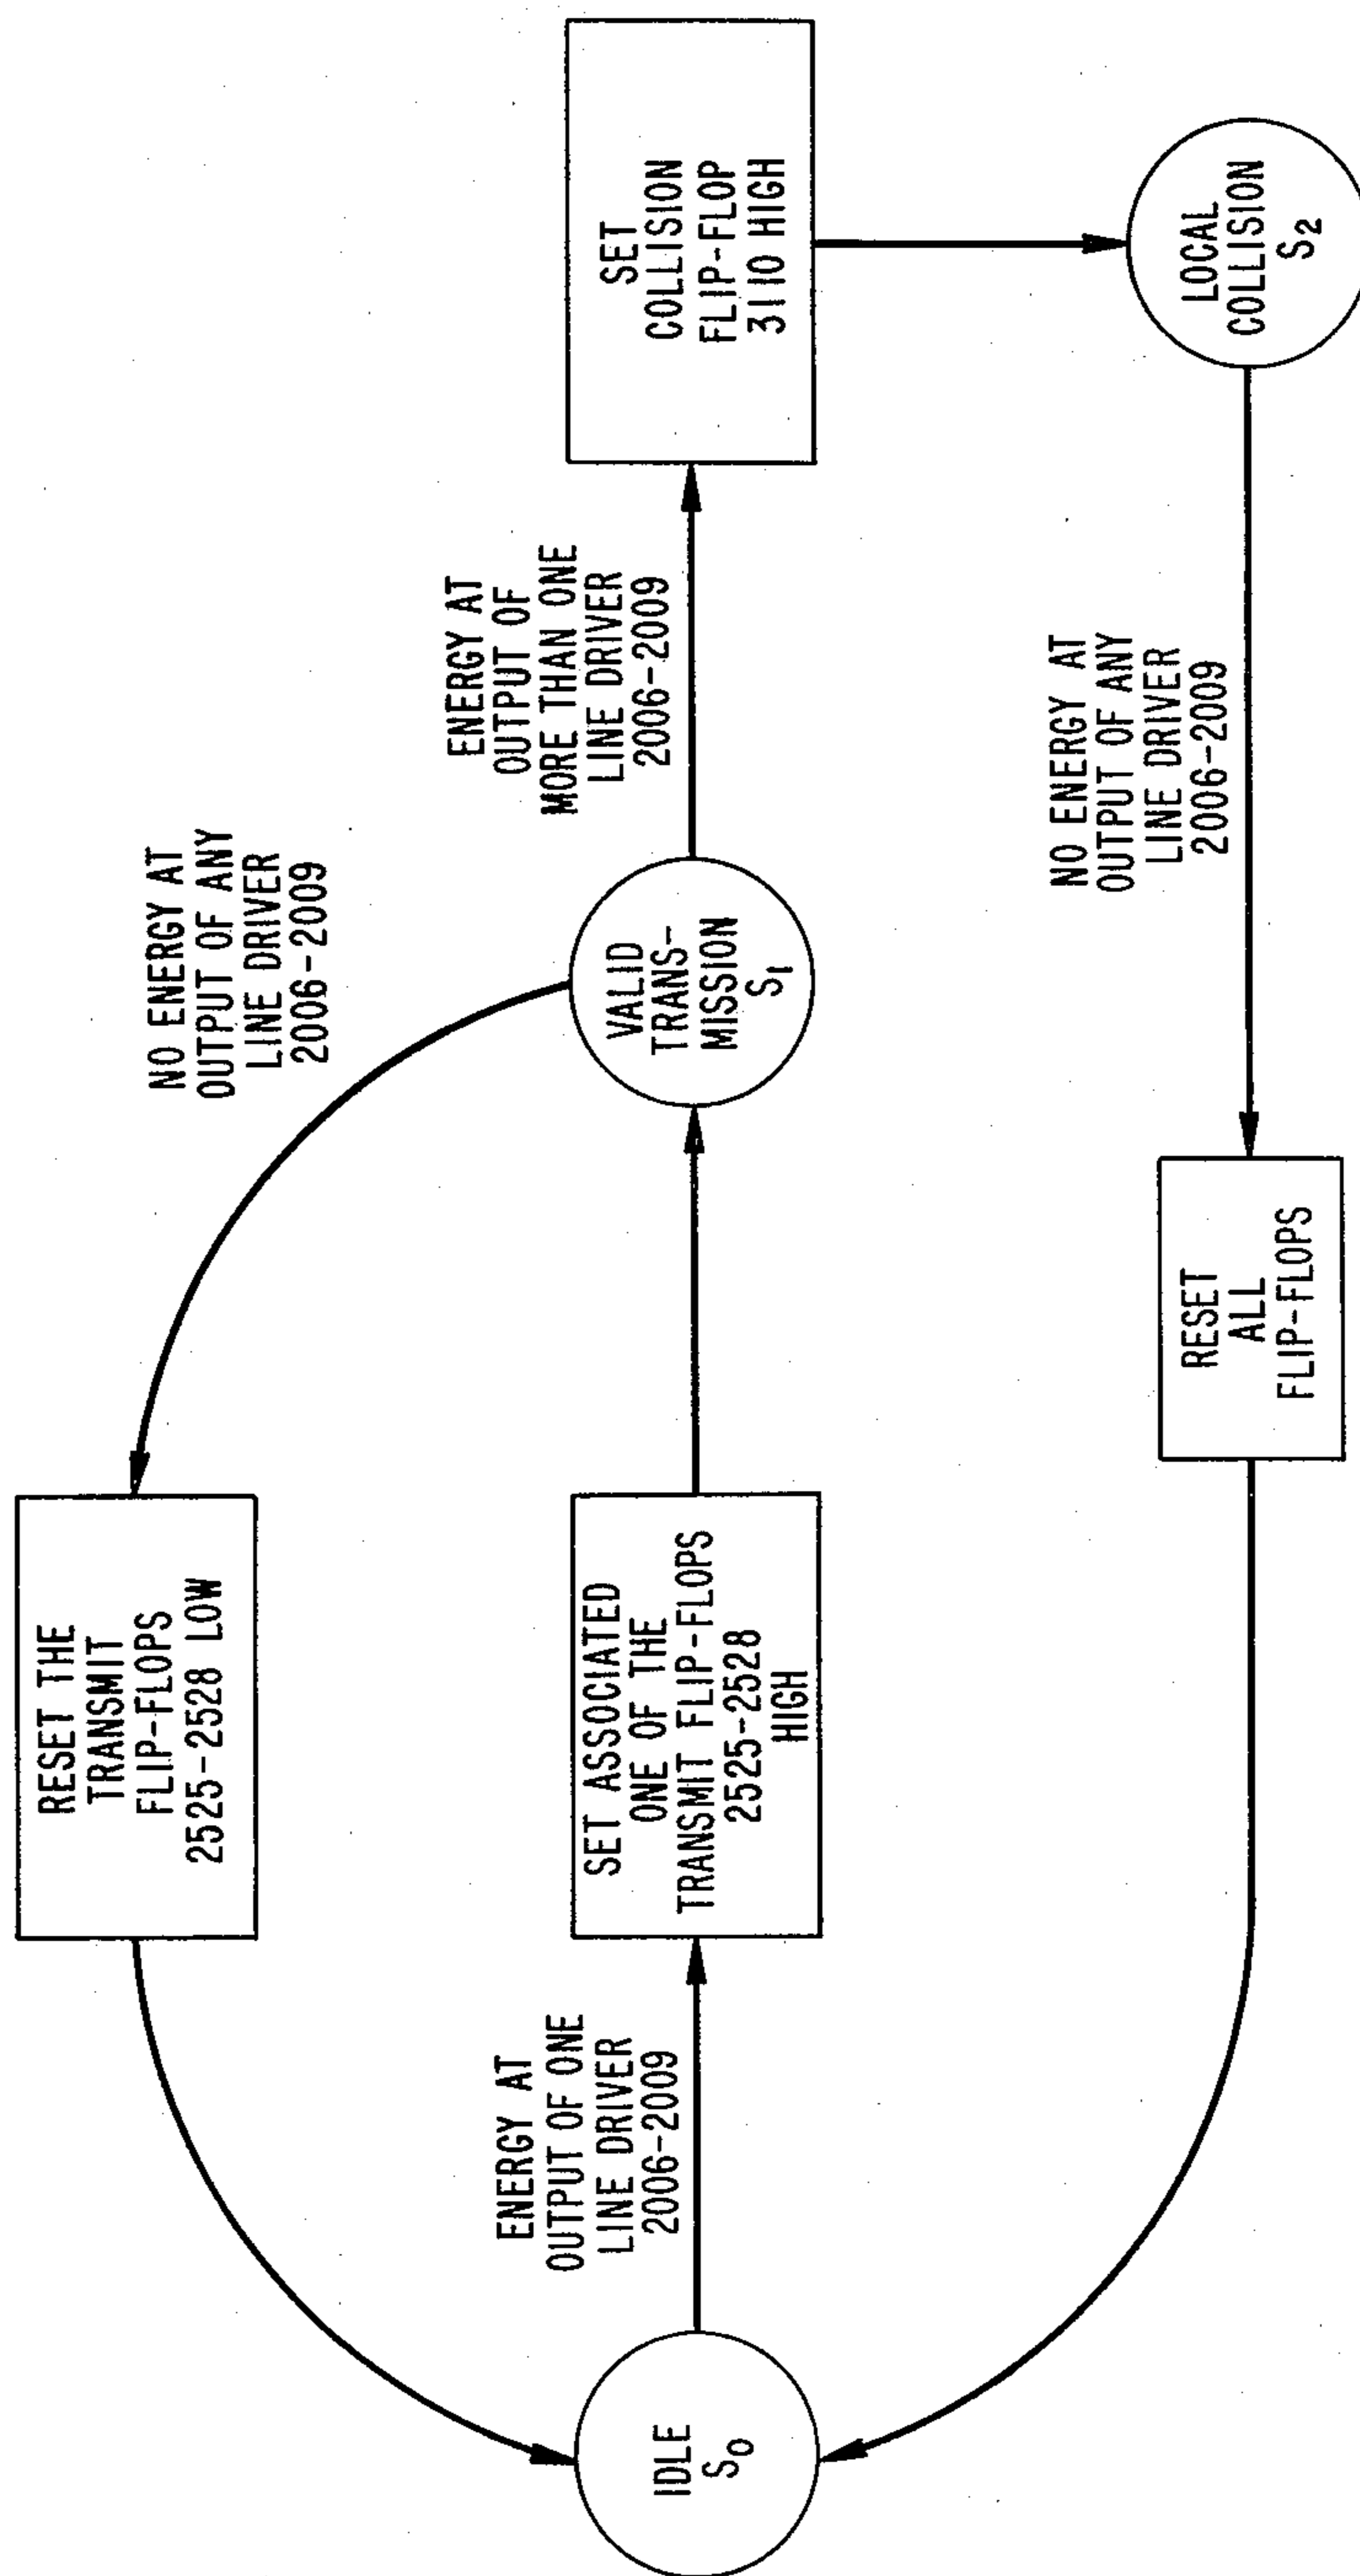 RESET THE
TRANSMIT
FLIP-FLOPS
2525-2528 LOW
NO ENERGY AT
OUTPUT OF ANY
LINE DRIVER
2006-2009
IDLE
S0
ENERGY AT
OUTPUT OF ONE
LINE DRIVER
2006-2009
SET ASSOCIATED
ONE OF THE
TRANSMIT FLIP-FLOPS
2525-2528
HIGH
VALID
TRANS-
MISSION
S1
ENERGY AT
OUTPUT OF
MORE THAN ONE
LINE DRIVER
2006-2009
SET
COLLISION
FLIP-FLOP
3110 HIGH
RESET
ALL
FLIP-FLOPS
NO ENERGY AT
OUTPUT OF ANY
LINE DRIVER
2006-2009
LOCAL
COLLISION
S2